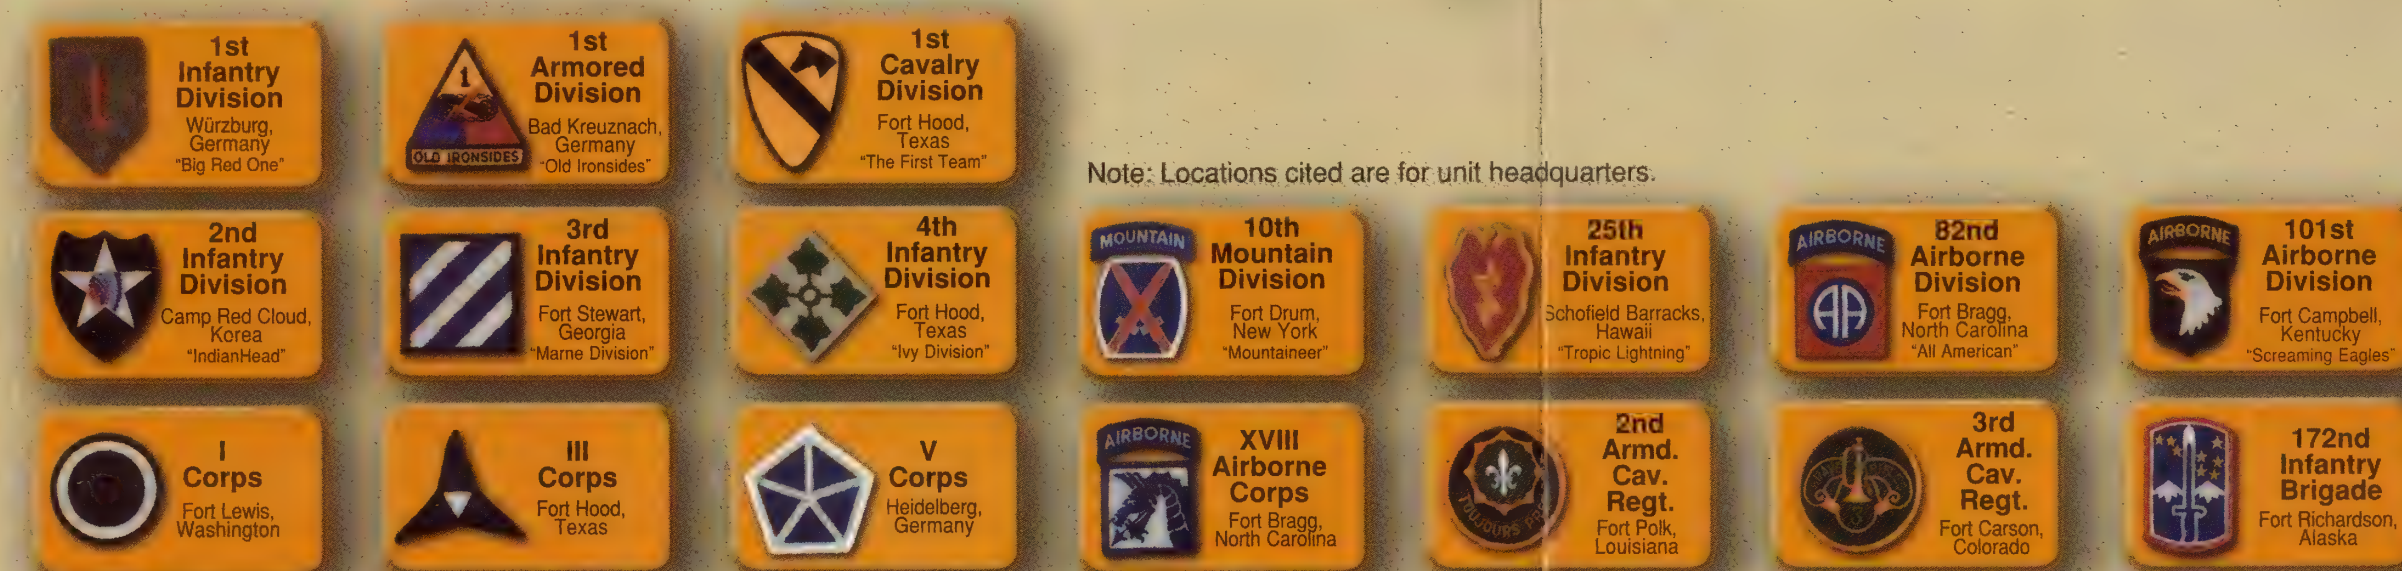 1st
Infantry
Division
Würzburg,
Germany
"Big Red One"
1
OLD IRONSIDES
1st
Armored
Division
Bad Kreuznach,
Germany
"Old Ironsides"
1st
Cavalry
Division
Fort Hood,
Texas
"The First Team"
Note: Locations cited are for unit headquarters.
2nd
Infantry
Division
Camp Red Cloud,
Korea
"IndianHead"
3rd
Infantry
Division
Fort Stewart,
Georgia
"Marne Division"
4th
Infantry
Division
Fort Hood,
Texas
"Ivy Division"
MOUNTAIN
10th
Mountain
Division
Fort Drum,
New York
"Mountaineer"
25th
Infantry
Division
Schofield Barracks,
Hawaii
"Tropic Lightning"
AIRBORNE
AA
82nd
Airborne
Division
Fort Bragg,
North Carolina
"All American"
AIRBORNE
101st
Airborne
Division
Fort Campbell,
Kentucky
"Screaming Eagles"
I
Corps
Fort Lewis,
Washington
III
Corps
Fort Hood,
Texas
V
Corps
Heidelberg,
Germany
AIRBORNE
XVIII
Airborne
Corps
Fort Bragg,
North Carolina
TOUJOURS
2nd
Armd.
Cav.
Regt.
Fort Polk,
Louisiana
3
3rd
Armd.
Cav.
Regt.
Fort Carson,
Colorado
172nd
Infantry
Brigade
Fort Richardson,
Alaska